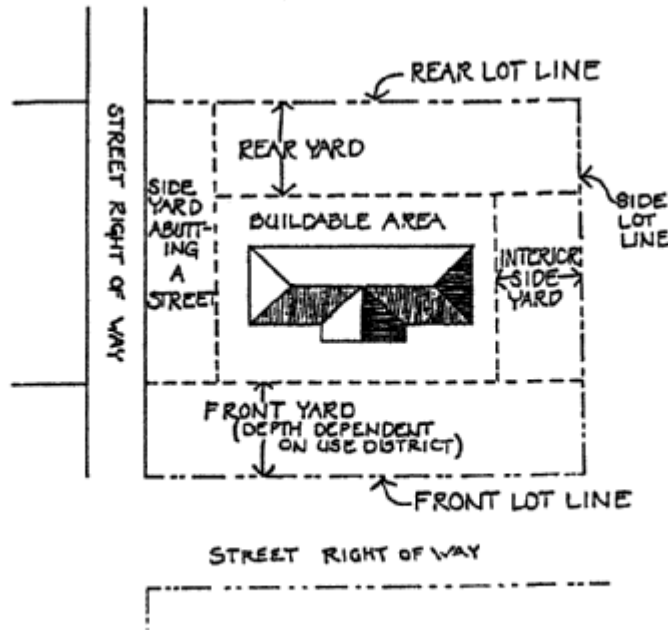 REAR LOT LINE
STREET RIGHT OF WAY
REAR YARD
SIDE
YARD
ABUTT-
ING
A
STREET
BUILDABLE AREA
SIDE
LOT
LINE
INTERIOR
SIDE
YARD
FRONT YARD
(DEPTH DEPENDENT
ON USE DISTRICT)
FRONT LOT LINE
STREET RIGHT OF WAY